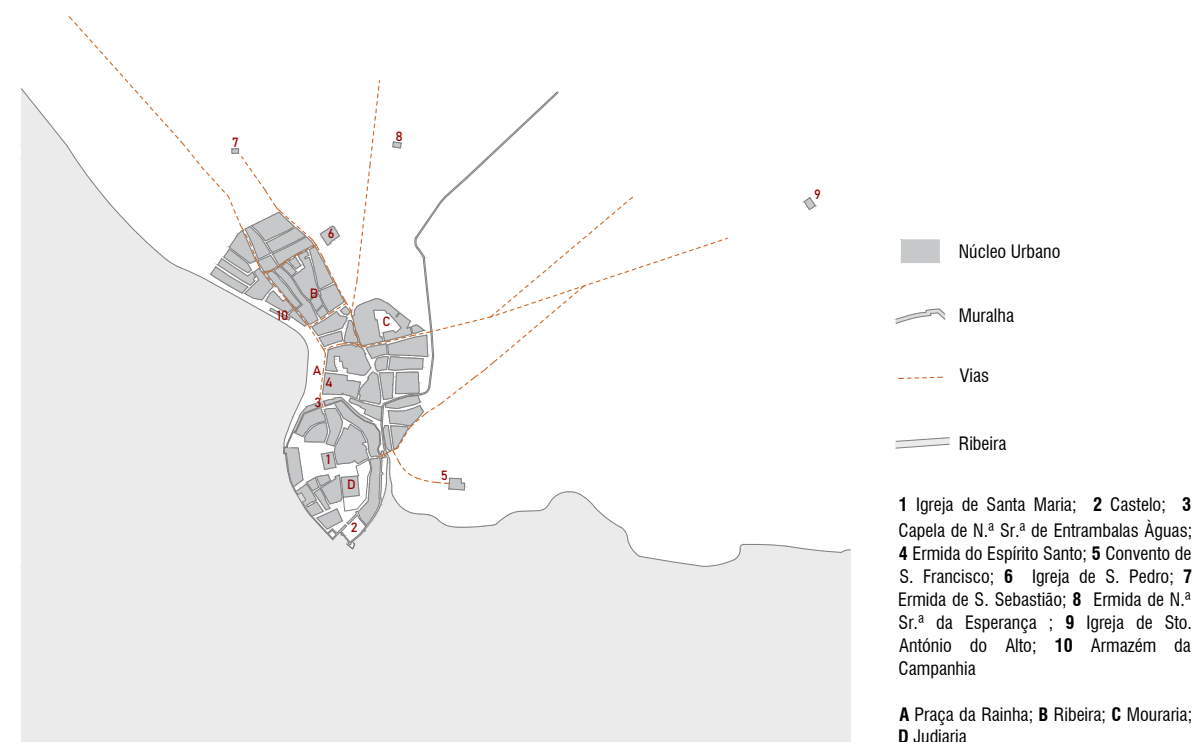 7
8
9
6
B
10
C
A
4
3
1
D
5
2
Núcleo Urbano
Muralha
Vias
Ribeira
1 Igreja de Santa Maria; 2 Castelo; 3
Capela de N.ª Sr.ª de Entrambalas Àguas;
4 Ermida do Espírito Santo; 5 Convento de
S. Francisco; 6 Igreja de S. Pedro; 7
Ermida de S. Sebastião; 8 Ermida de N.ª
Sr.ª da Esperança ; 9 Igreja de Sto.
António do Alto; 10 Armazém da
Campanhia
A Praça da Rainha; B Ribeira; C Mouraria;
D Judiaria